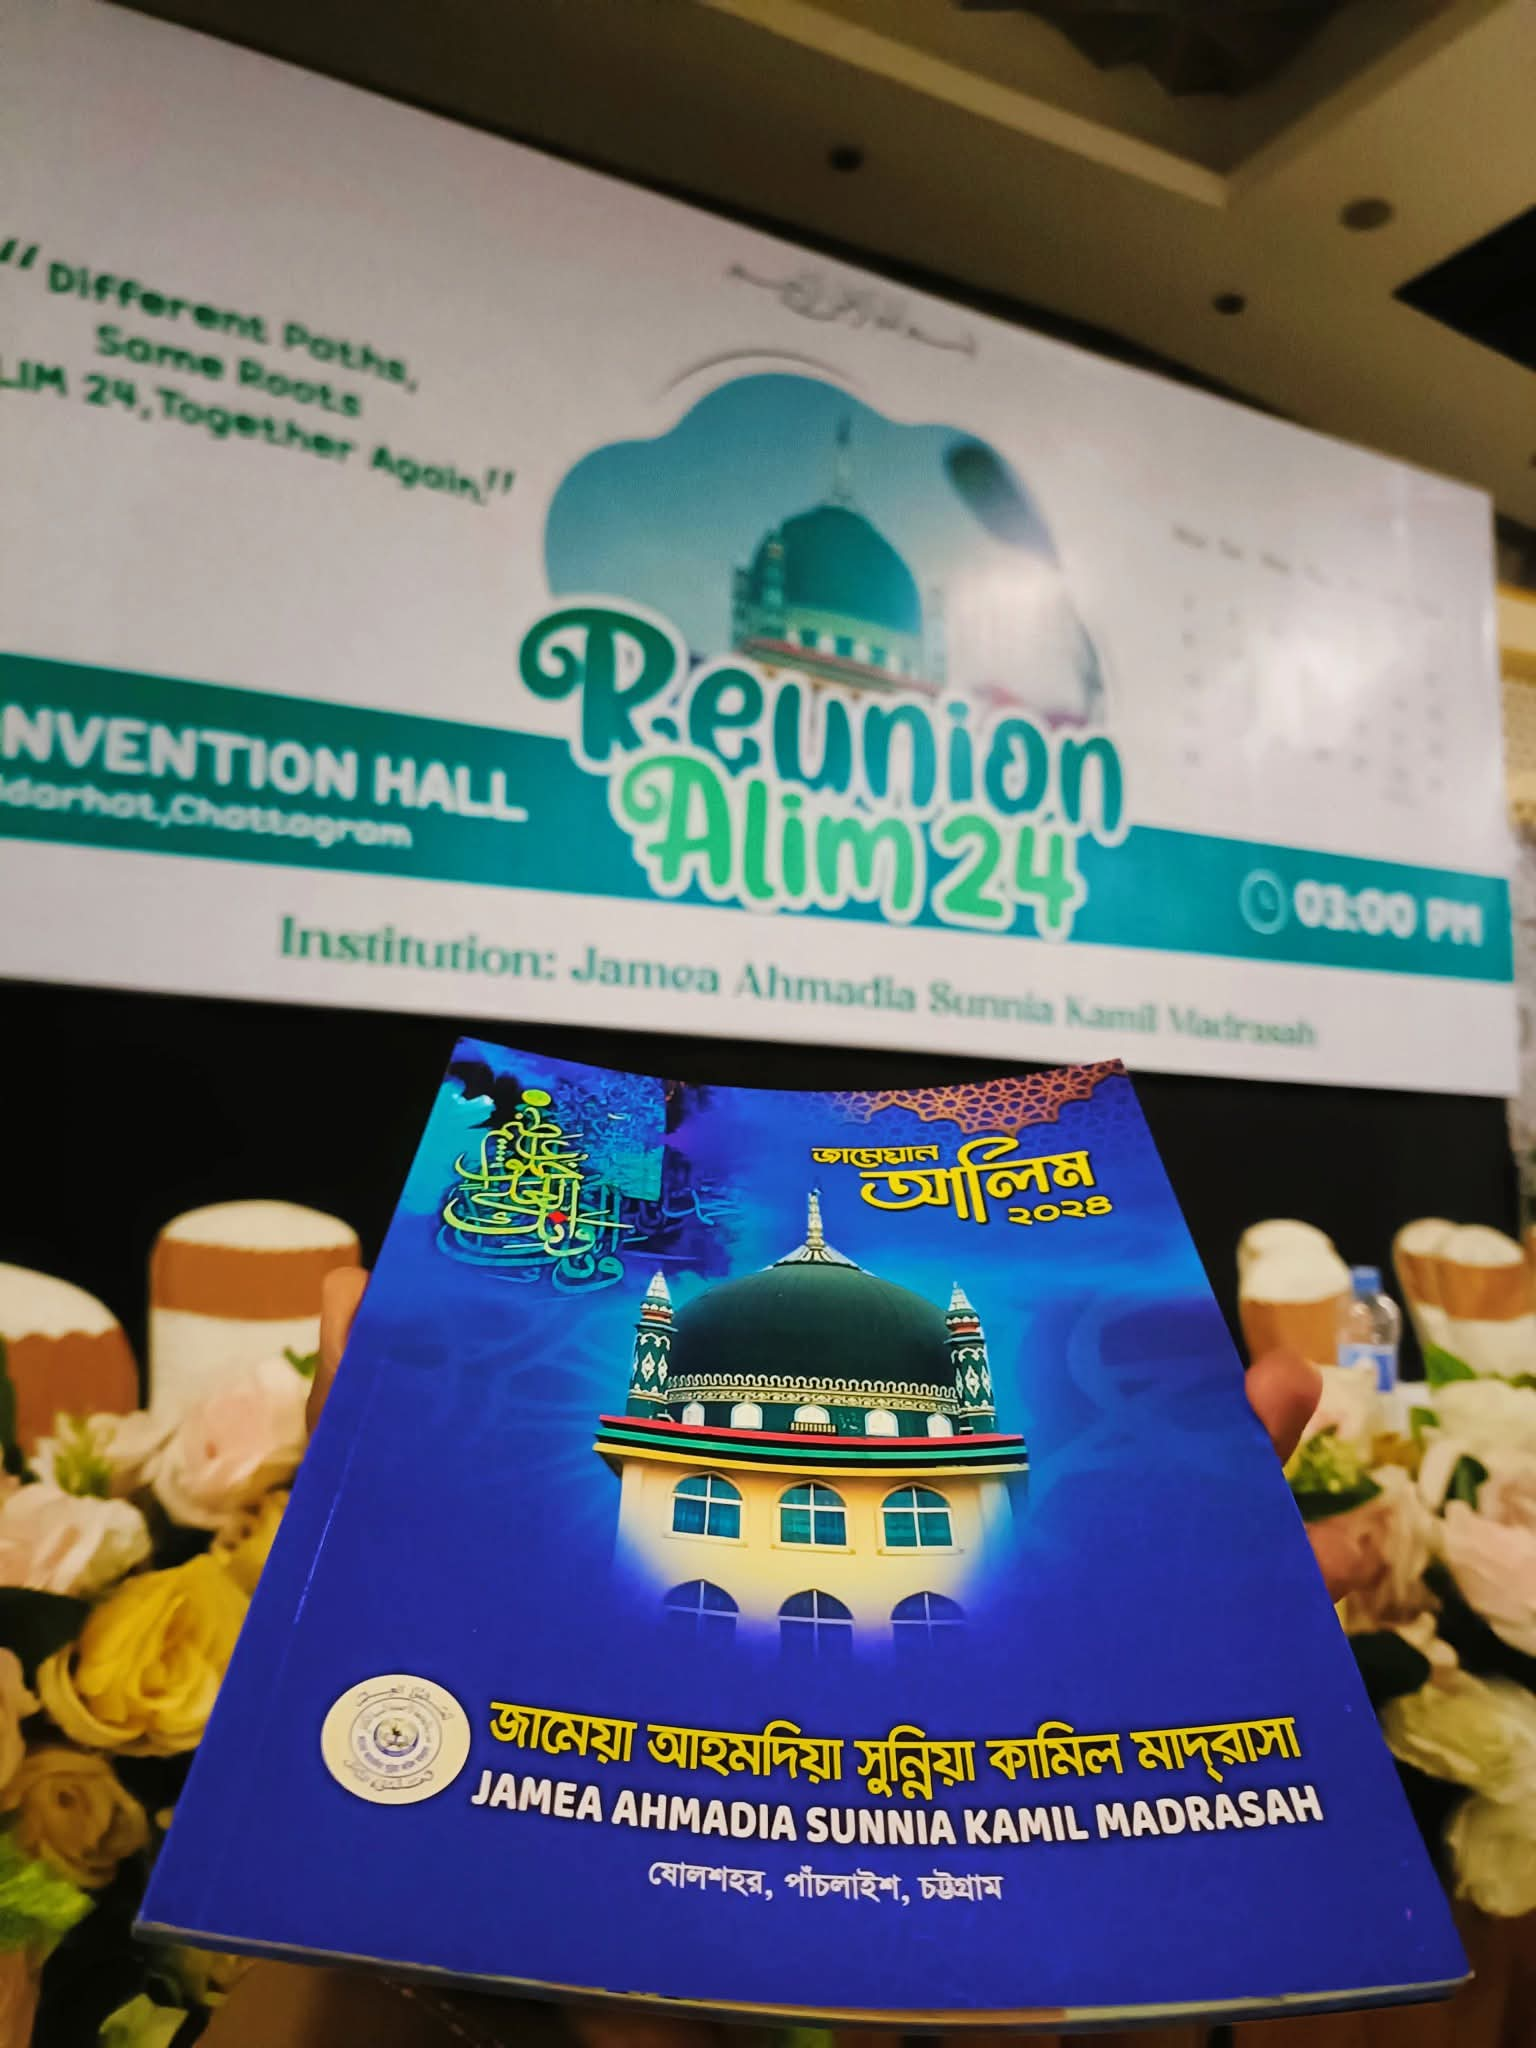 “Different Paths,
Same Roots
LIM 24, Together Again”
Reunion
Alim 24
NVENTION HALL
darhat, Chattogram
03:00 PM
Institution: Jamea Ahmadia Sunnia Kamil Madrasah
জামেয়ান
আলিম
২০২৪
জামেয়া আহমদিয়া সুন্নিয়া কামিল মাদ্‌রাসা
JAMEA AHMADIA SUNNIA KAMIL MADRASAH
ষোলশহর, পাঁচলাইশ, চট্টগ্রাম